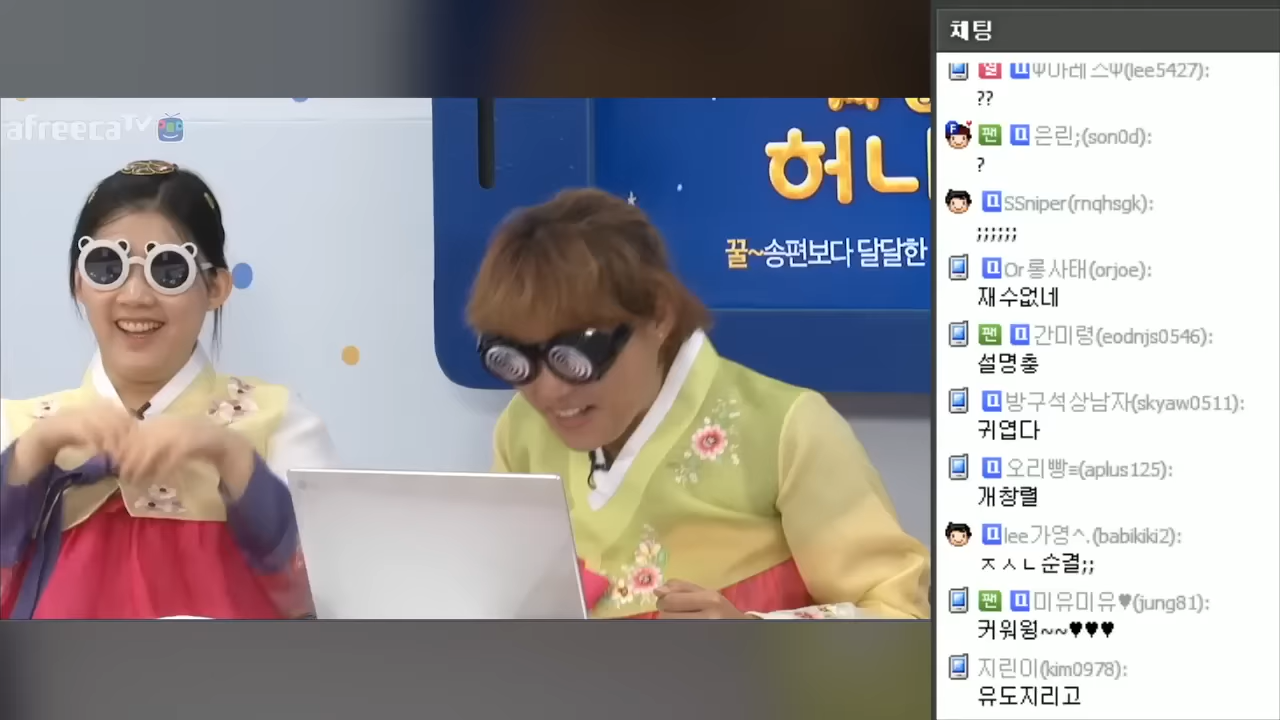 afreecaTV
허니
꿀~송편보다 달달한
채팅
Ψ마레스Ψ(lee5427):
??
팬 은린;(son0d):
?
SSniper(rnqhsgk):
;;;;;;
Or롱사태(orjoe):
재수없네
팬 간미령(eodnjs0546):
설명충
방구석상남자(skyaw0511):
귀엽다
오리빵≡(aplus125):
개창렬
lee가영^.(babikiki2):
ㅈㅅㄴ순결;;
팬 미유미유♥(jung81):
커워웡~~♥♥♥
지린이(kim0978):
유도지리고